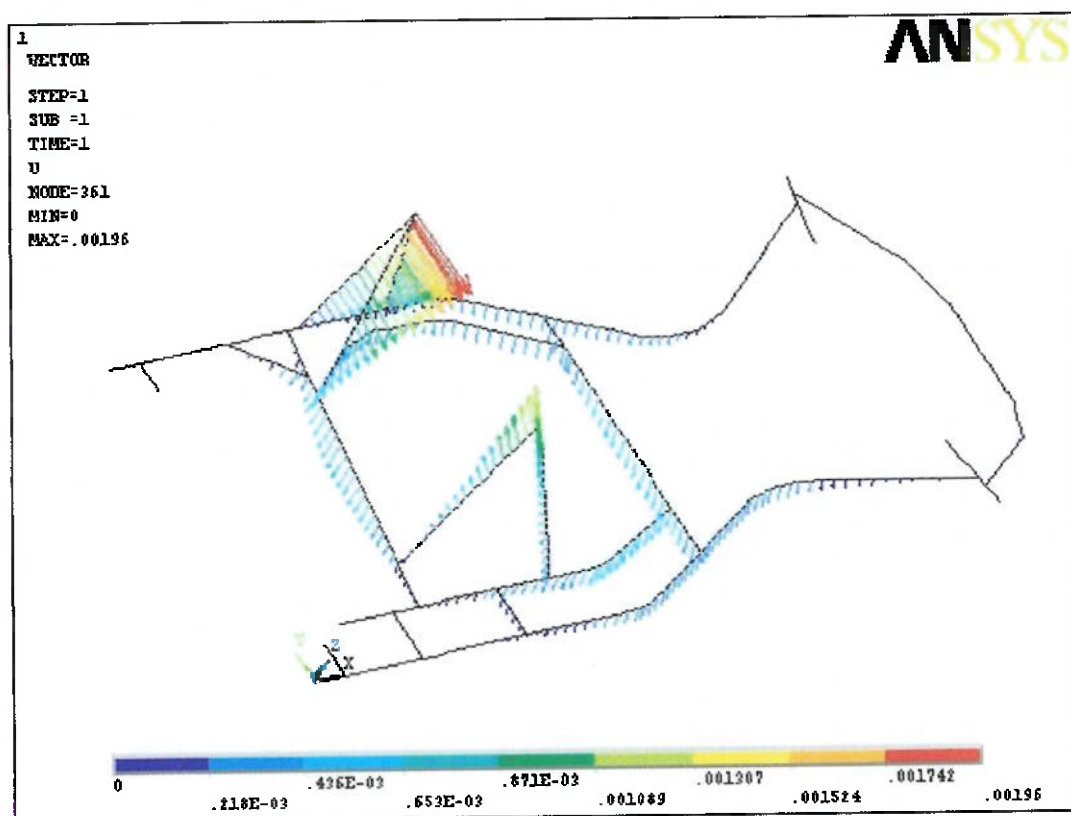 1
ANSYS
VECTOR
STEP=1
SUB =1
TIME=1
U
NODE=361
MIN=0
MAX=.00196
Y
Z
X
0 .436E-03 .871E-03 .001307 .001742
.218E-03 .653E-03 .001089 .001524 .00196